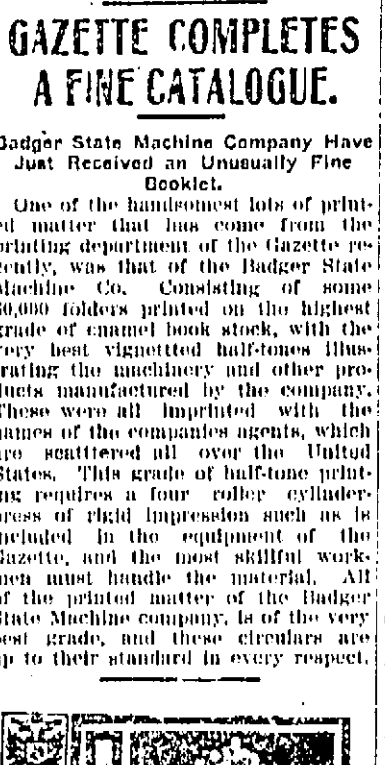 GAZETTE COMPLETES
A FINE CATALOGUE.
Badger State Machine Company Have
Just Received an Unusually Fine
Booklet.
One of the handsomest lots of print-
ed matter that has come from the
printing department of the Gazette re-
cently, was that of the Badger State
Machine Co. Consisting of some
folders printed on the highest
grade of enamel book stock, with the
very best vignettted half-tones illus-
trating the machinery and other pro-
ducts manufactured by the company.
These were all imprinted with the
names of the companies agents, which
are scattered all over the United
States. This grade of half-tone print-
ing requires a four roller cylinder-
press of rigid impression such as is
included in the equipment of the
Gazette, and the most skillful work-
men must handle the material. All
of the printed matter of the Badger
State Machine company, is of the very
best grade, and these circulars are
up to their standard in every respect.